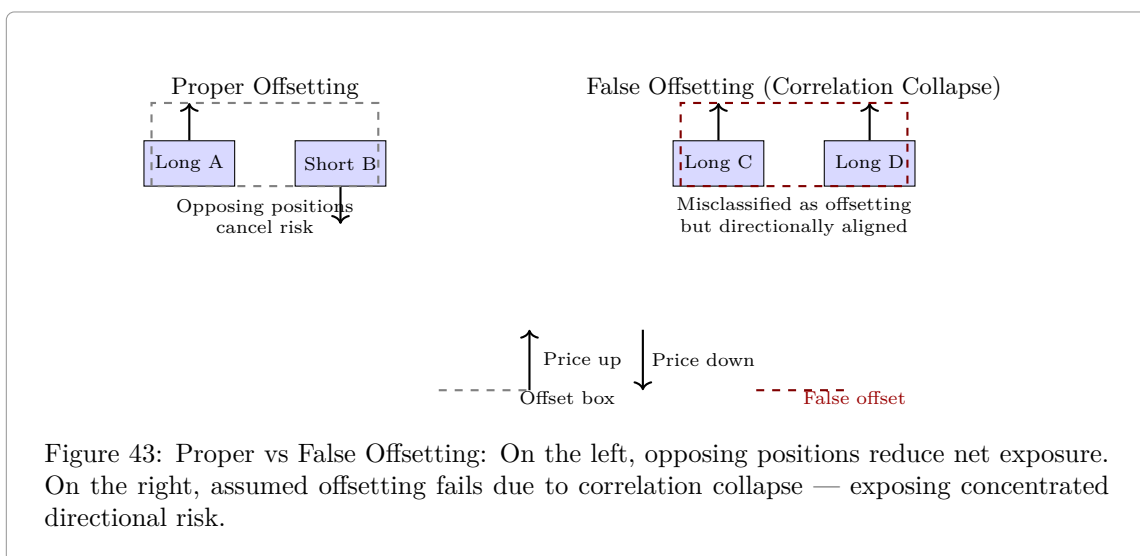 Proper Offsetting
Long A
Short B
Opposing positions
cancel risk
False Offsetting (Correlation Collapse)
Long C
Long D
Misclassified as offsetting
but directionally aligned
Price up
Price down
Offset box
False offset
Figure 43: Proper vs False Offsetting: On the left, opposing positions reduce net exposure.
On the right, assumed offsetting fails due to correlation collapse — exposing concentrated
directional risk.